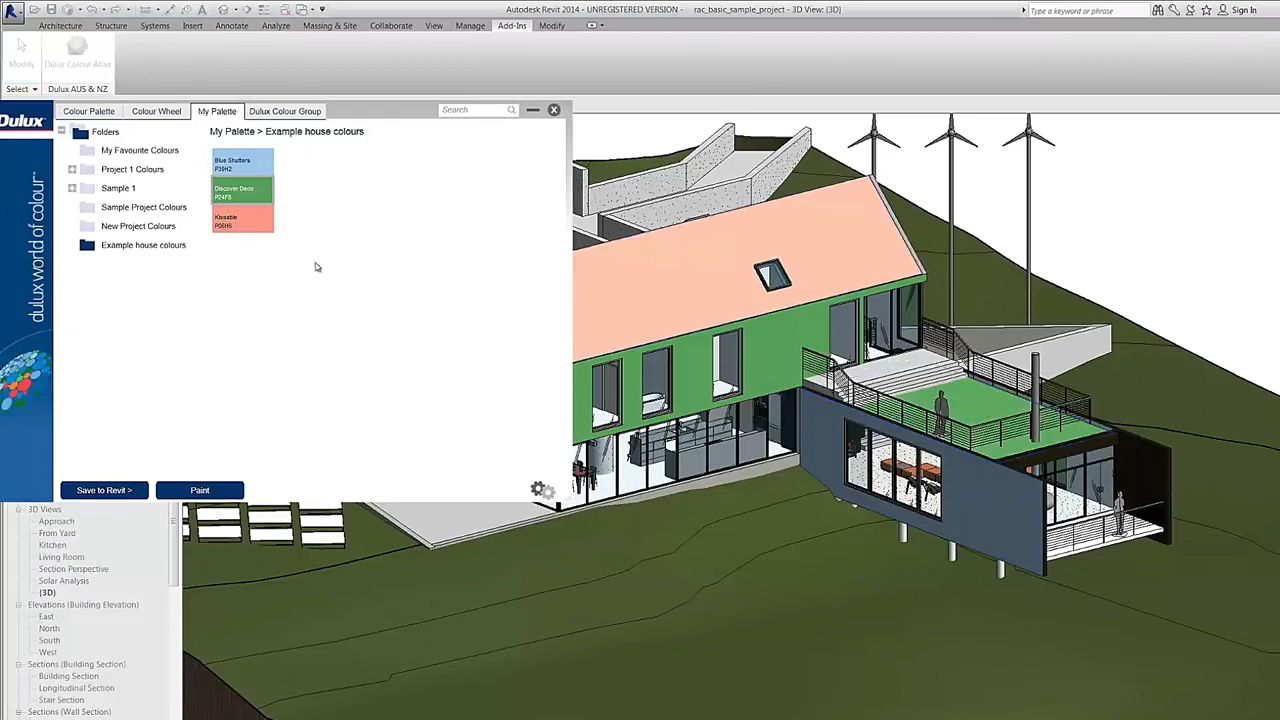 Autodesk Revit 2014 - UNREGISTERED VERSION - rac_basic_sample_project - 3D View: {3D}
Type a keyword or phrase
Sign In
Architecture Structure Systems Insert Annotate Analyze Massing & Site Collaborate View Manage Add-Ins Modify
Modify
Dulux Colour Atlas
Select
Dulux AUS & NZ
Dulux
Colour Palette
Colour Wheel
My Palette
Dulux Colour Group
Search
Folders
My Favourite Colours
Project 1 Colours
Sample 1
Sample Project Colours
New Project Colours
Example house colours
My Palette > Example house colours
Blue Shutters
P39H2
Discover Deco
P24F8
Kissable
P06H6
dulux world of colour
Save to Revit >
Paint
3D Views
Approach
From Yard
Kitchen
Living Room
Section Perspective
Solar Analysis
{3D}
Elevations (Building Elevation)
East
North
South
West
Sections (Building Section)
Building Section
Longitudinal Section
Stair Section
Sections (Wall Section)